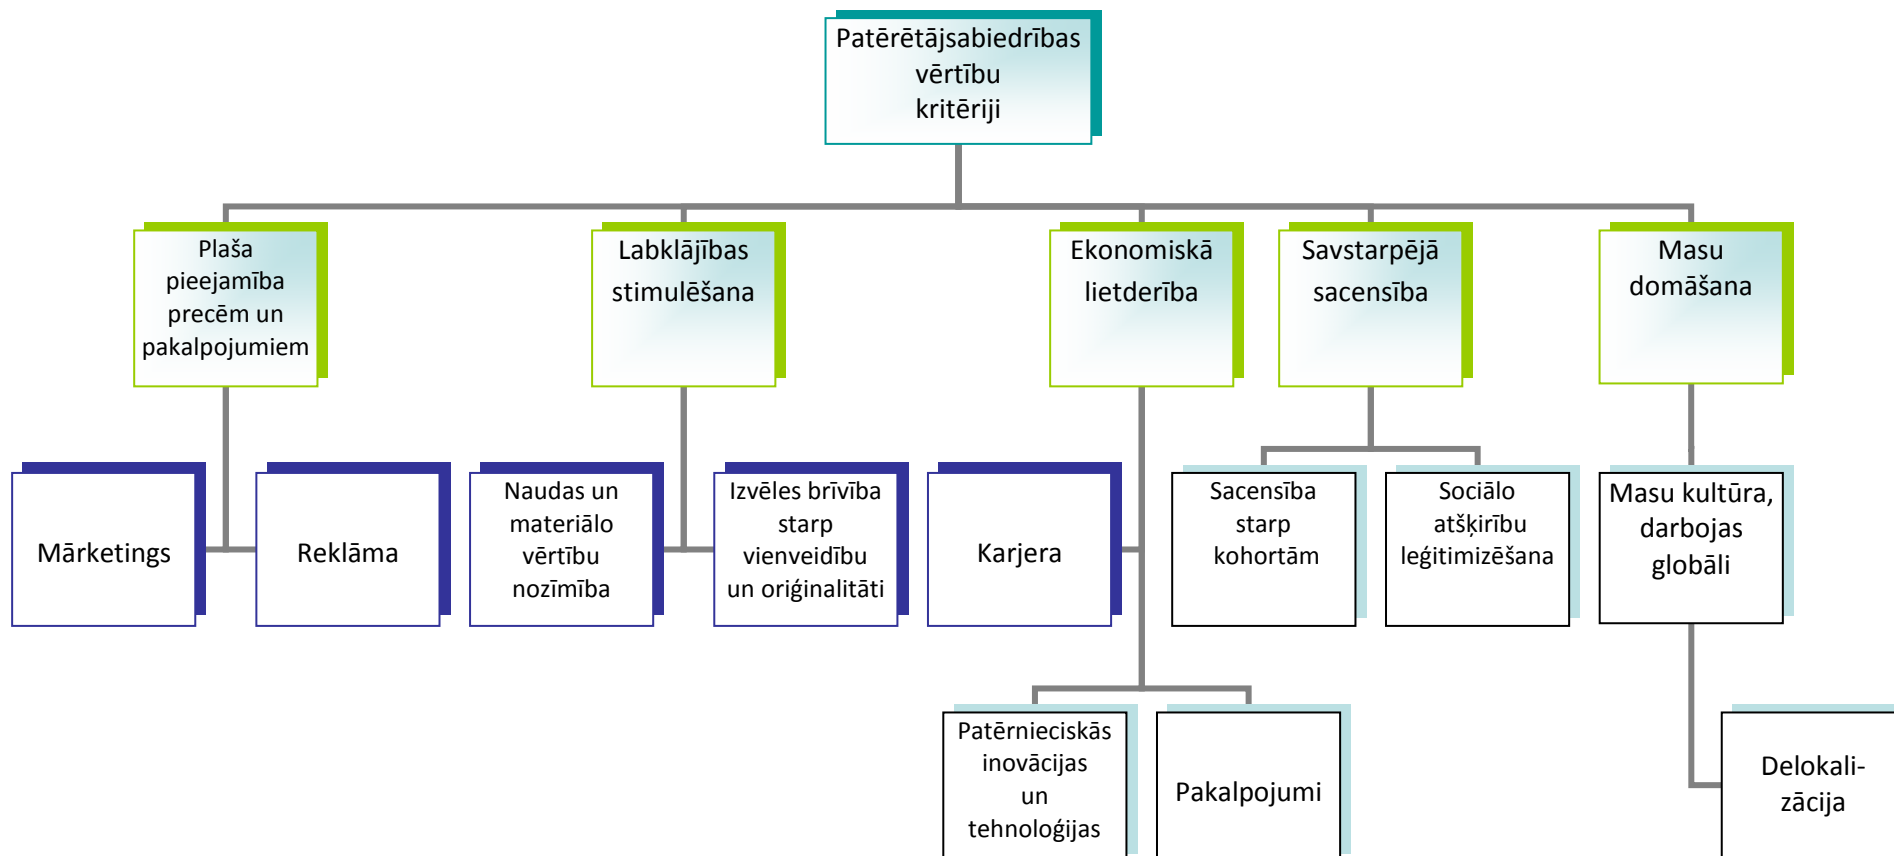 Patērētājsabiedrības
vērtību
kritēriji
Plaša
pieejamība
precēm un
pakalpojumiem
Labklājības
stimulēšana
Ekonomiskā
lietderība
Savstarpējā
sacensība
Masu
domāšana
Mārketings
Reklāma
Naudas un
materiālo
vērtību
nozīmība
Izvēles brīvība
starp
vienveidību
un oriģinalitāti
Karjera
Sacensība
starp
kohortām
Sociālo
atšķirību
leģitimizēšana
Masu kultūra,
darbojas
globāli
Patērnieciskās
inovācijas
un
tehnoloģijas
Pakalpojumi
Delokali-
zācija